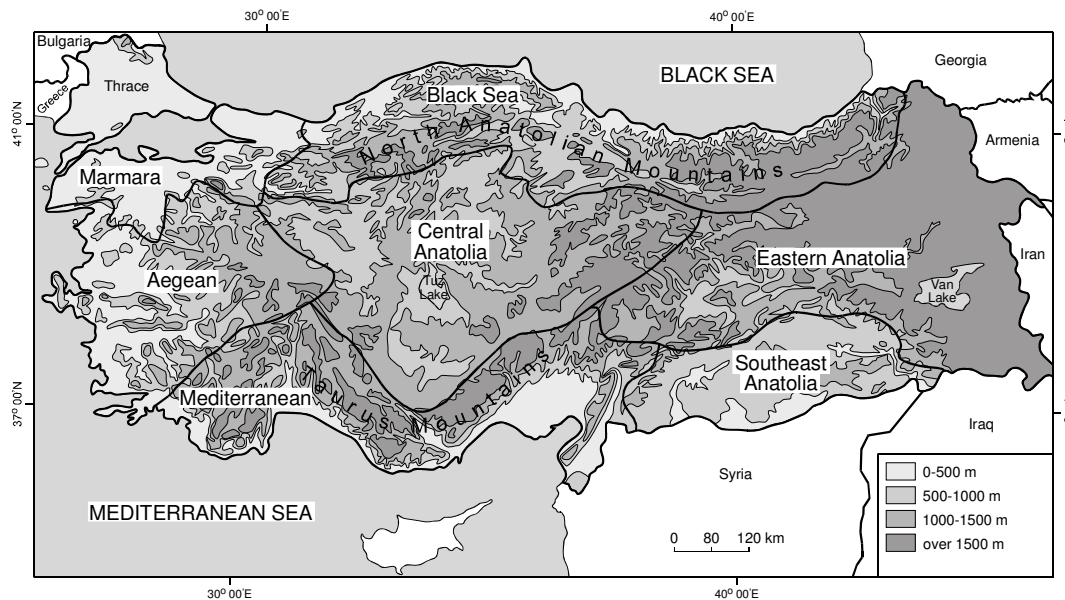 30° 00'E
40° 00'E
Bulgaria
Greece
Thrace
BLACK SEA
Georgia
Black Sea
41° 00'N
North Anatolian Mountains
Armenia
Marmara
Central
Anatolia
Eastern Anatolia
Iran
Aegean
Tuz
Lake
Van
Lake
Southeast
Anatolia
Mediterranean
Taurus Mountains
37° 00'N
Iraq
Syria
MEDITERRANEAN SEA
0-500 m
500-1000 m
1000-1500 m
over 1500 m
0 80 120 km
30° 00'E
40° 00'E